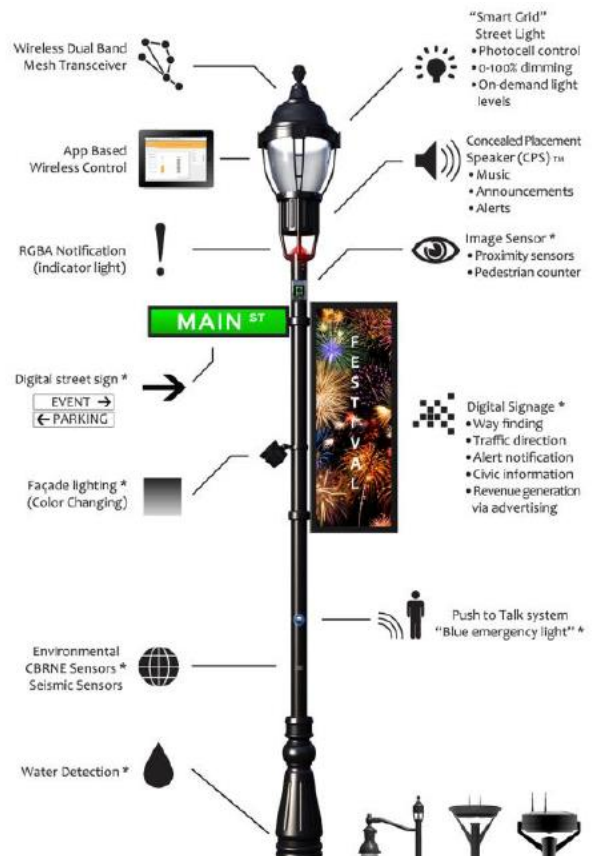 Wireless Dual Band
Mesh Transceiver
App Based
Wireless Control
RGBA Notification
(indicator light)
MAIN ST
Digital street sign *
EVENT →
← PARKING
Façade lighting *
(Color Changing)
Environmental
CBRNE Sensors *
Seismic Sensors
Water Detection *
FESTIVAL
“Smart Grid”
Street Light
• Photocell control
• 0-100% dimming
• On-demand light
levels
Concealed Placement
Speaker (CPS) TM
• Music
• Announcements
• Alerts
Image Sensor *
• Proximity sensors
• Pedestrian counter
Digital Signage *
• Way finding
• Traffic direction
• Alert notification
• Civic information
• Revenue generation
via advertising
Push to Talk system
“Blue emergency light” *